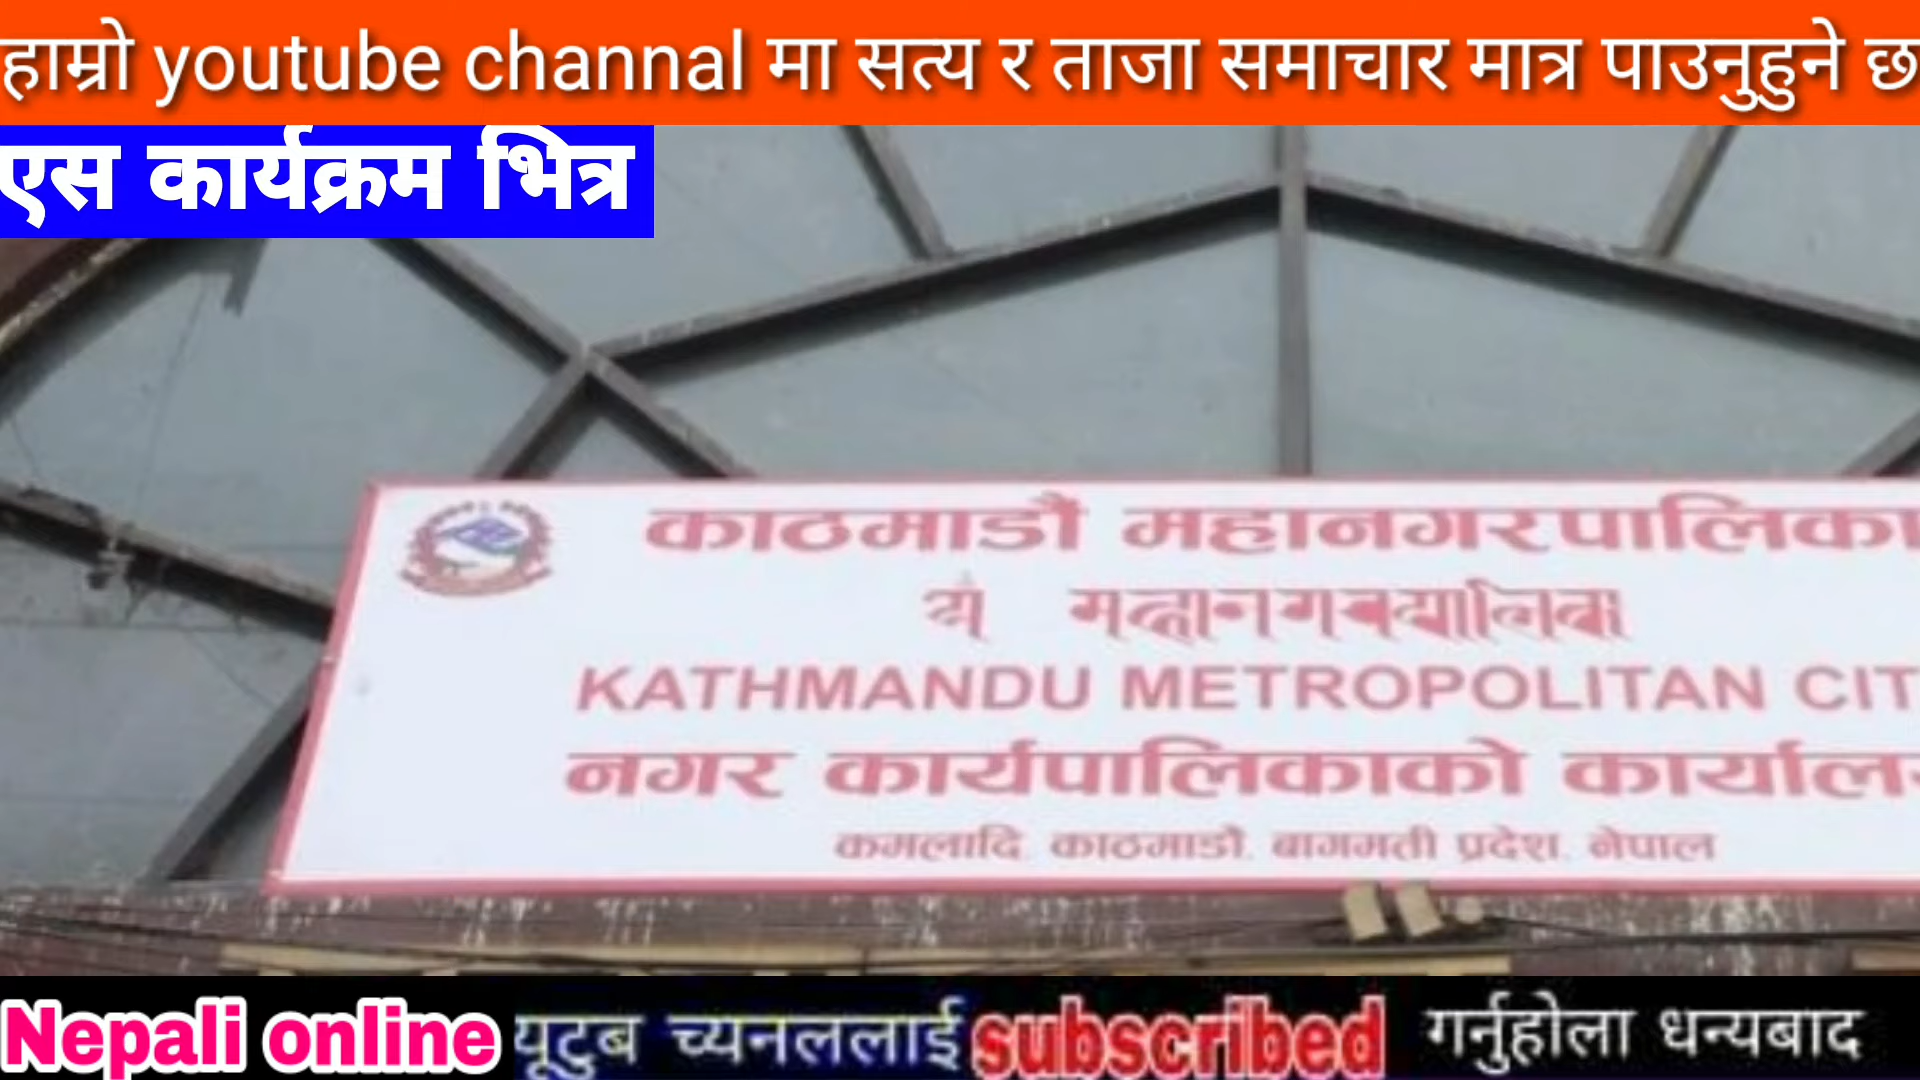 हाम्रो youtube channal मा सत्य र ताजा समाचार मात्र पाउनुहुने छ
एस कार्यक्रम भित्र
काठमाडौं महानगरपालिका
KATHMANDU METROPOLITAN CIT
नगर कार्यपालिकाको कार्यालय
कमलादि, काठमाडौं, बागमती प्रदेश, नेपाल
Nepali online यूटुब च्यनललाई subscribed गर्नुहोला धन्यबाद